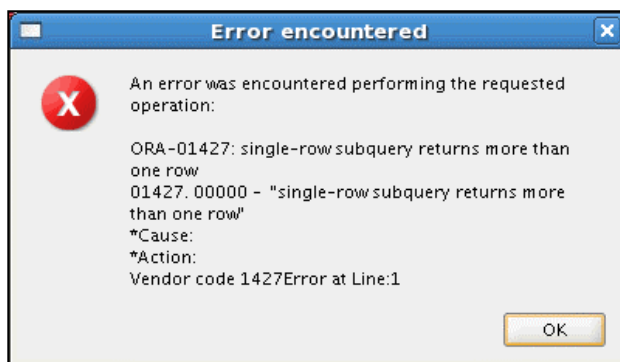 Error encountered
An error was encountered performing the requested
operation:
ORA-01427: single-row subquery returns more than
one row
01427. 00000 - "single-row subquery returns more
than one row"
*Cause:
*Action:
Vendor code 1427Error at Line:1
OK